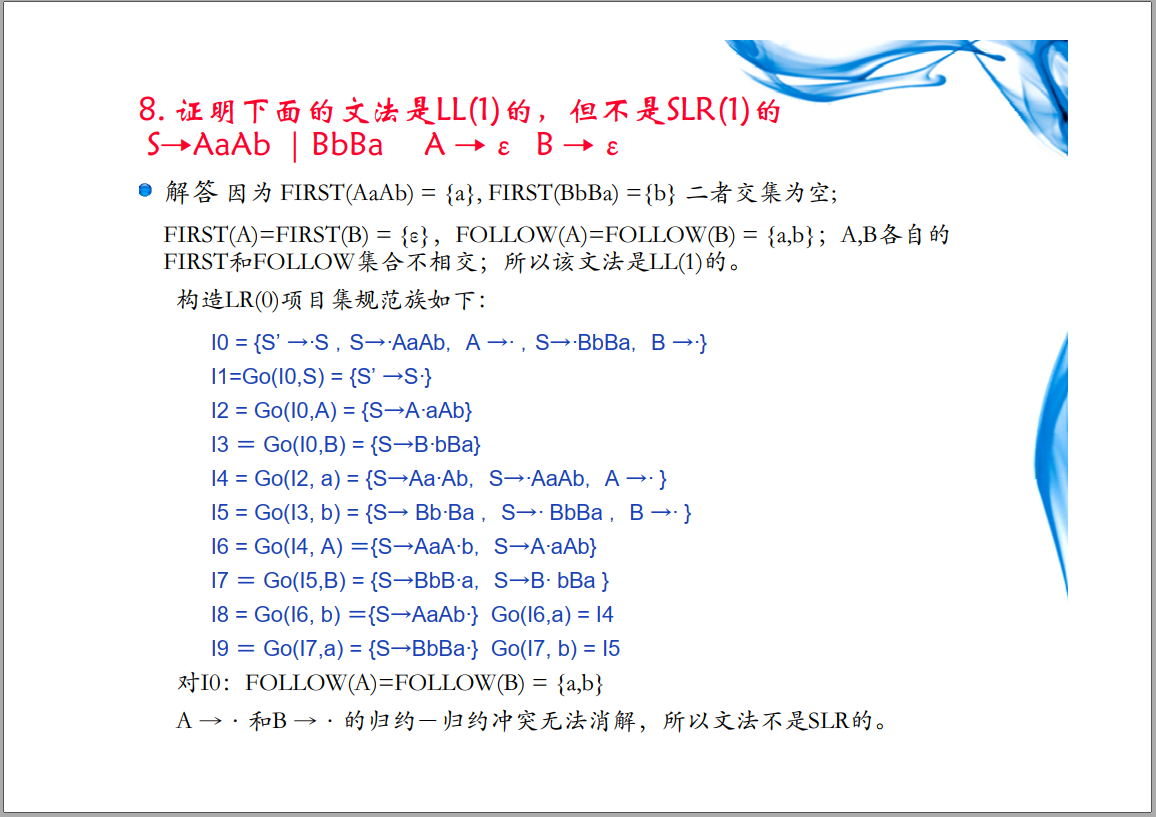 8. 证明下面的文法是LL(1)的，但不是SLR(1)的
S→AaAb | BbBa A → ε B → ε
解答 因为 FIRST(AaAb) = {a}, FIRST(BbBa) ={b} 二者交集为空;
FIRST(A)=FIRST(B) = {ε}，FOLLOW(A)=FOLLOW(B) = {a,b}；A,B各自的
FIRST和FOLLOW集合不相交；所以该文法是LL(1)的。
构造LR(0)项目集规范族如下：
I0 = {S’ →·S , S→·AaAb, A →· , S→·BbBa, B →·}
I1=Go(I0,S) = {S’ →S·}
I2 = Go(I0,A) = {S→A·aAb}
I3 ＝ Go(I0,B) = {S→B·bBa}
I4 = Go(I2, a) = {S→Aa·Ab, S→·AaAb, A →· }
I5 = Go(I3, b) = {S→ Bb·Ba , S→· BbBa , B →· }
I6 = Go(I4, A) ＝{S→AaA·b, S→A·aAb}
I7 ＝ Go(I5,B) = {S→BbB·a, S→B· bBa }
I8 = Go(I6, b) ＝{S→AaAb·} Go(I6,a) = I4
I9 ＝ Go(I7,a) = {S→BbBa·} Go(I7, b) = I5
对I0：FOLLOW(A)=FOLLOW(B) = {a,b}
A → · 和B → · 的归约－归约冲突无法消解，所以文法不是SLR的。